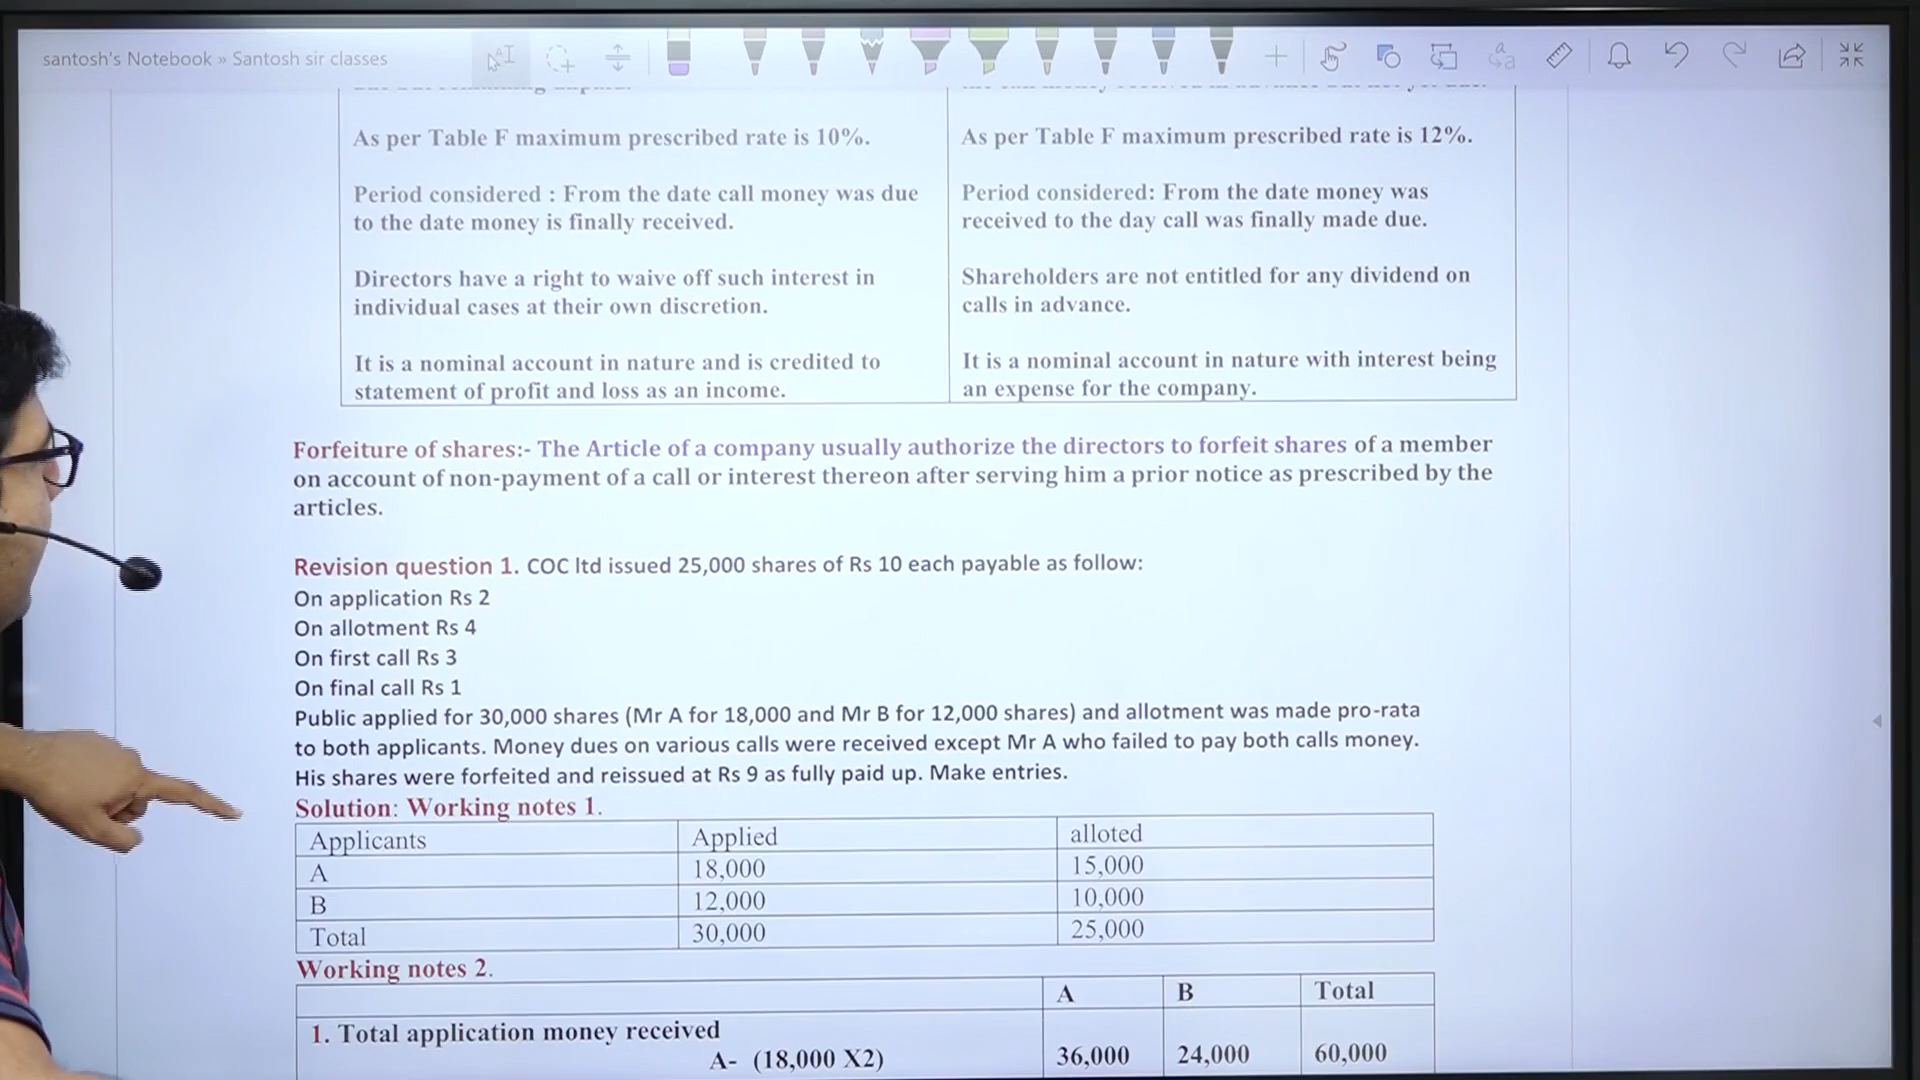 santosh's Notebook » Santosh sir classes
As per Table F maximum prescribed rate is 10%.
Period considered : From the date call money was due
to the date money is finally received.
Directors have a right to waive off such interest in
individual cases at their own discretion.
It is a nominal account in nature and is credited to
statement of profit and loss as an income.
As per Table F maximum prescribed rate is 12%.
Period considered: From the date money was
received to the day call was finally made due.
Shareholders are not entitled for any dividend on
calls in advance.
It is a nominal account in nature with interest being
an expense for the company.
Forfeiture of shares:- The Article of a company usually authorize the directors to forfeit shares of a member
on account of non-payment of a call or interest thereon after serving him a prior notice as prescribed by the
articles.
Revision question 1. COC ltd issued 25,000 shares of Rs 10 each payable as follow:
On application Rs 2
On allotment Rs 4
On first call Rs 3
On final call Rs 1
Public applied for 30,000 shares (Mr A for 18,000 and Mr B for 12,000 shares) and allotment was made pro-rata
to both applicants. Money dues on various calls were received except Mr A who failed to pay both calls money.
His shares were forfeited and reissued at Rs 9 as fully paid up. Make entries.
Solution: Working notes 1.
Applicants Applied alloted
A 18,000 15,000
B 12,000 10,000
Total 30,000 25,000
Working notes 2.
A B Total
1. Total application money received
A- (18,000 X2) 36,000 24,000 60,000